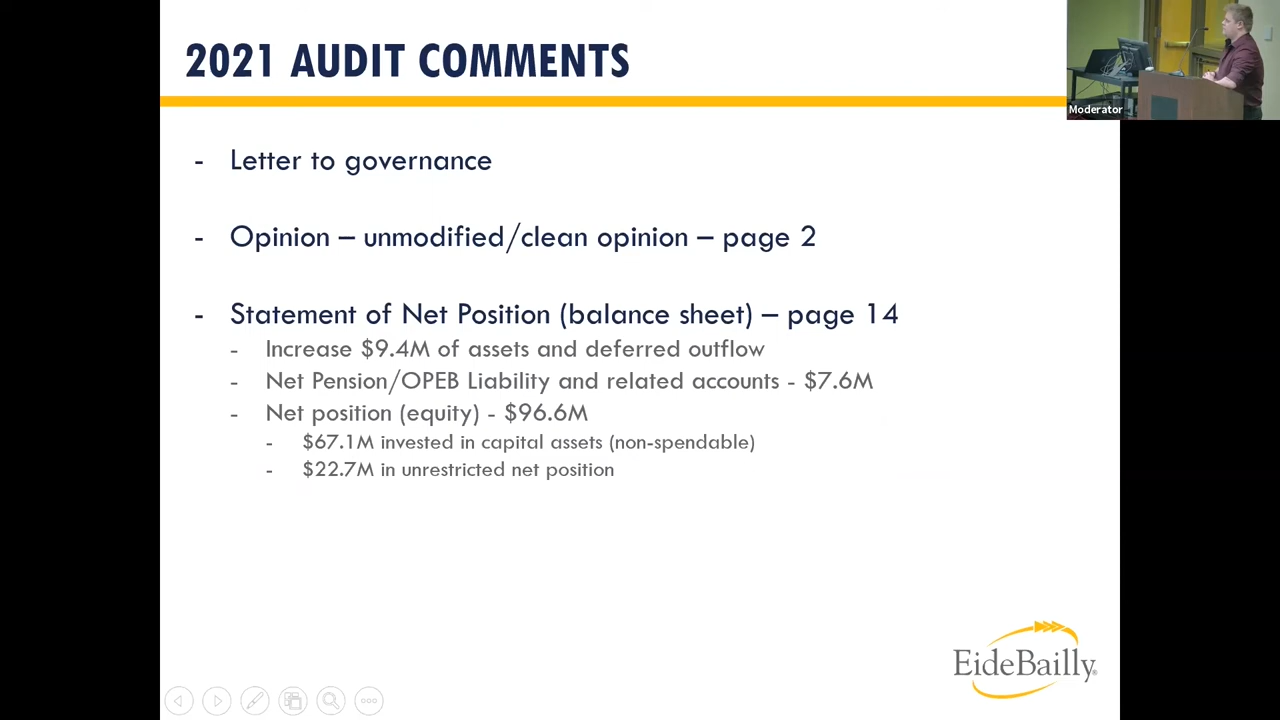 2021 AUDIT COMMENTS
Moderator
- Letter to governance
- Opinion – unmodified/clean opinion – page 2
- Statement of Net Position (balance sheet) – page 14
- Increase $9.4M of assets and deferred outflow
- Net Pension/OPEB Liability and related accounts - $7.6M
- Net position (equity) - $96.6M
- $67.1M invested in capital assets (non-spendable)
- $22.7M in unrestricted net position
EideBailly®